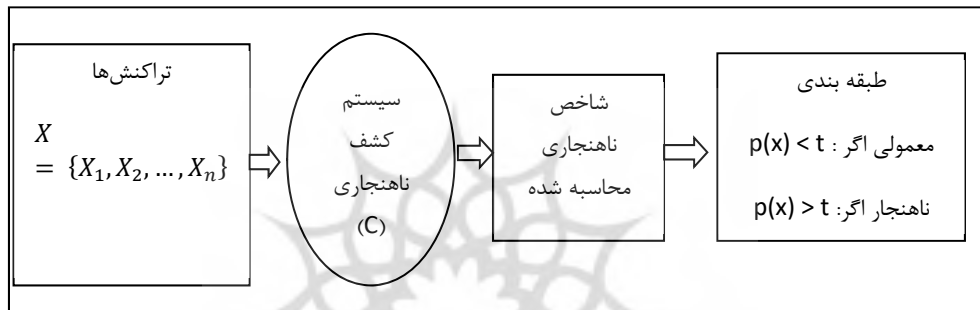 تراکنش‌ها
X
= {X₁, X₂, ..., Xₙ}
سیستم
کشف
ناهنجاری
(C)
شاخص
ناهنجاری
محاسبه شده
طبقه بندی
معمولی اگر : p(x) < t
ناهنجار اگر: p(x) > t